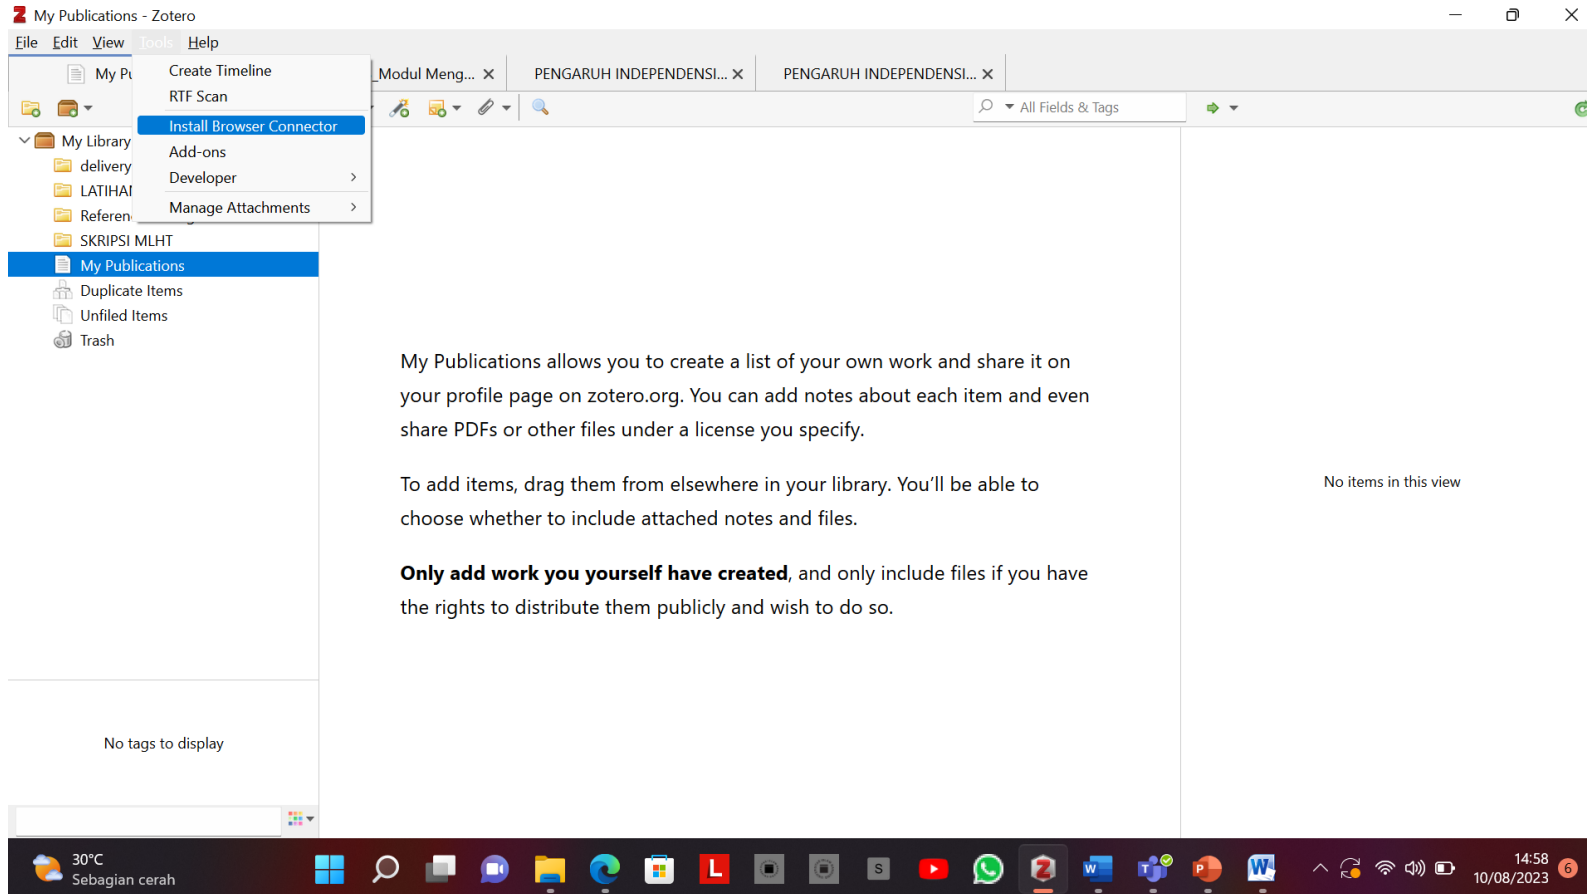 My Publications - Zotero
File Edit View Tools Help
My Pu
_Modul Meng...
PENGARUH INDEPENDENSI...
PENGARUH INDEPENDENSI...
Create Timeline
RTF Scan
Install Browser Connector
Add-ons
Developer
Manage Attachments
All Fields & Tags
My Library
delivery
LATIHAN
Referen
SKRIPSI MLHT
My Publications
Duplicate Items
Unfiled Items
Trash
My Publications allows you to create a list of your own work and share it on
your profile page on zotero.org. You can add notes about each item and even
share PDFs or other files under a license you specify.
To add items, drag them from elsewhere in your library. You'll be able to
choose whether to include attached notes and files.
Only add work you yourself have created, and only include files if you have
the rights to distribute them publicly and wish to do so.
No items in this view
No tags to display
30°C
Sebagian cerah
14:58
10/08/2023
6